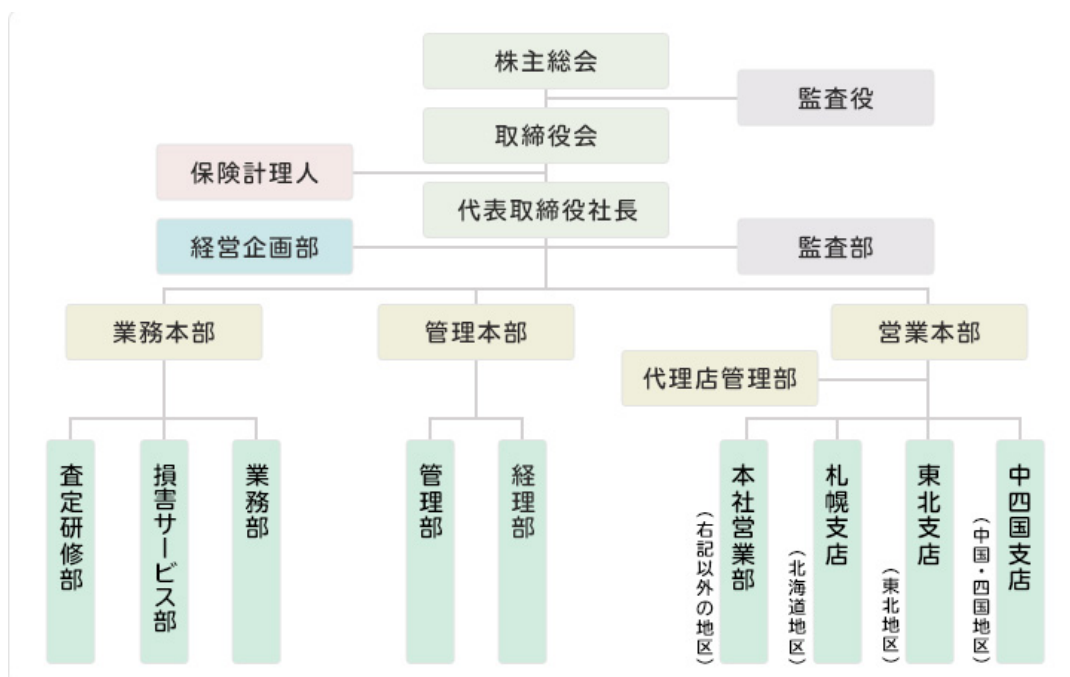 株主総会
監査役
取締役会
保険計理人
代表取締役社長
経営企画部
監査部
業務本部
管理本部
営業本部
代理店管理部
査定研修部
損害サービス部
業務部
管理部
経理部
本社営業部
（右記以外の地区）
札幌支店
（北海道地区）
東北支店
（東北地区）
中四国支店
（中国・四国地区）